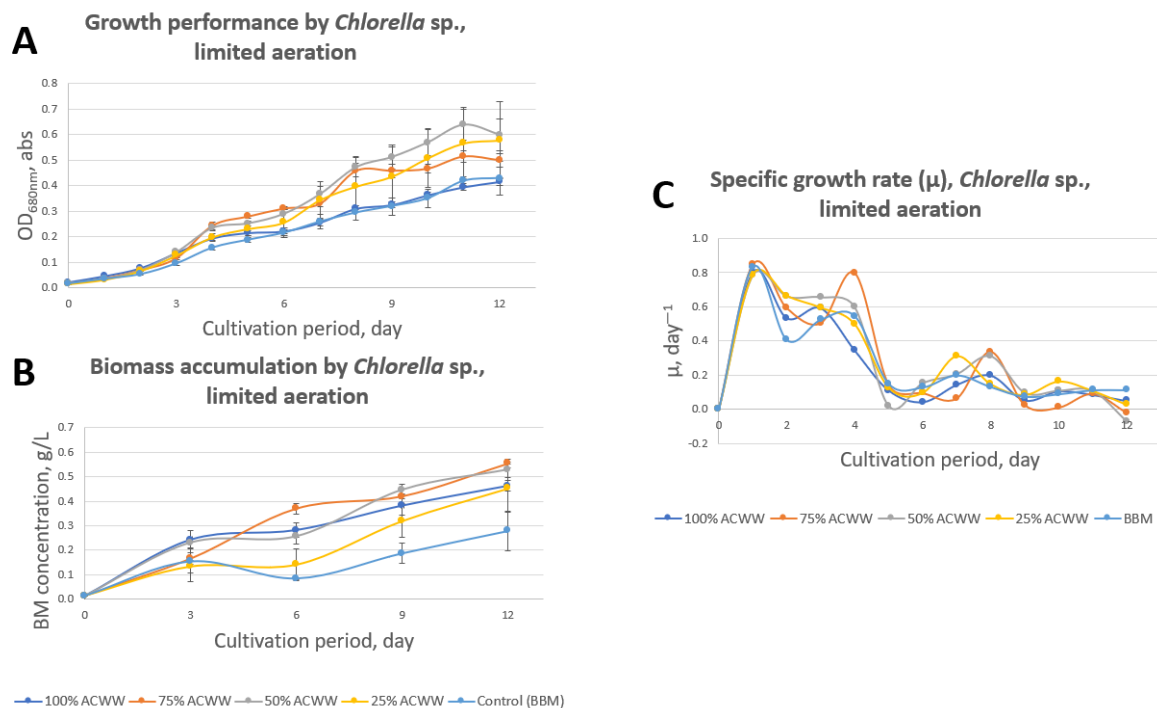 A
Growth performance by Chlorella sp.,
limited aeration
OD680nm, abs
0.8
0.7
0.6
0.5
0.4
0.3
0.2
0.1
0.0
0 3 6 9 12
Cultivation period, day
B
Biomass accumulation by Chlorella sp.,
limited aeration
BM concentration, g/L
0.7
0.6
0.5
0.4
0.3
0.2
0.1
0.0
0 3 6 9 12
Cultivation period, day
100% ACWW 75% ACWW 50% ACWW 25% ACWW Control (BBM)
C
Specific growth rate (μ), Chlorella sp.,
limited aeration
μ, day−1
1.0
0.8
0.6
0.4
0.2
0.0
-0.2
0 2 4 6 8 10 12
Cultivation period, day
100% ACWW 75% ACWW 50% ACWW 25% ACWW BBM